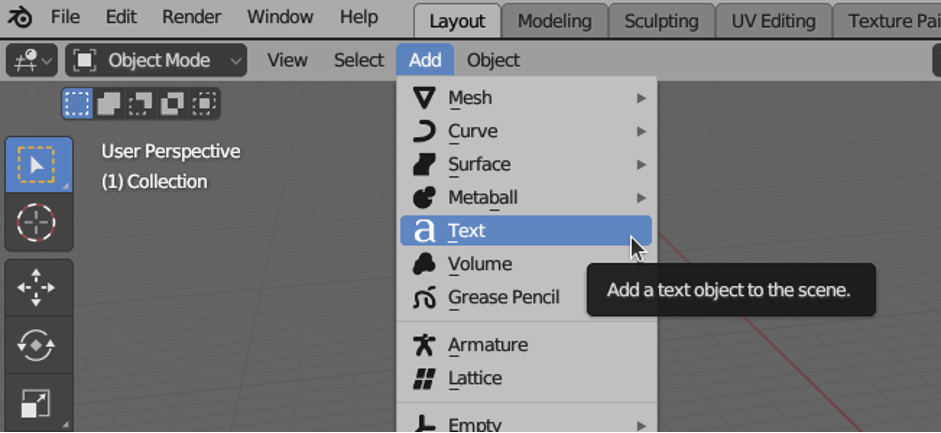 File Edit Render Window Help Layout Modeling Sculpting UV Editing Texture Pai
Object Mode View Select Add Object
Mesh
Curve
User Perspective
(1) Collection
Surface
Metaball
a Text
Volume
Add a text object to the scene.
Grease Pencil
Armature
Lattice
Empty